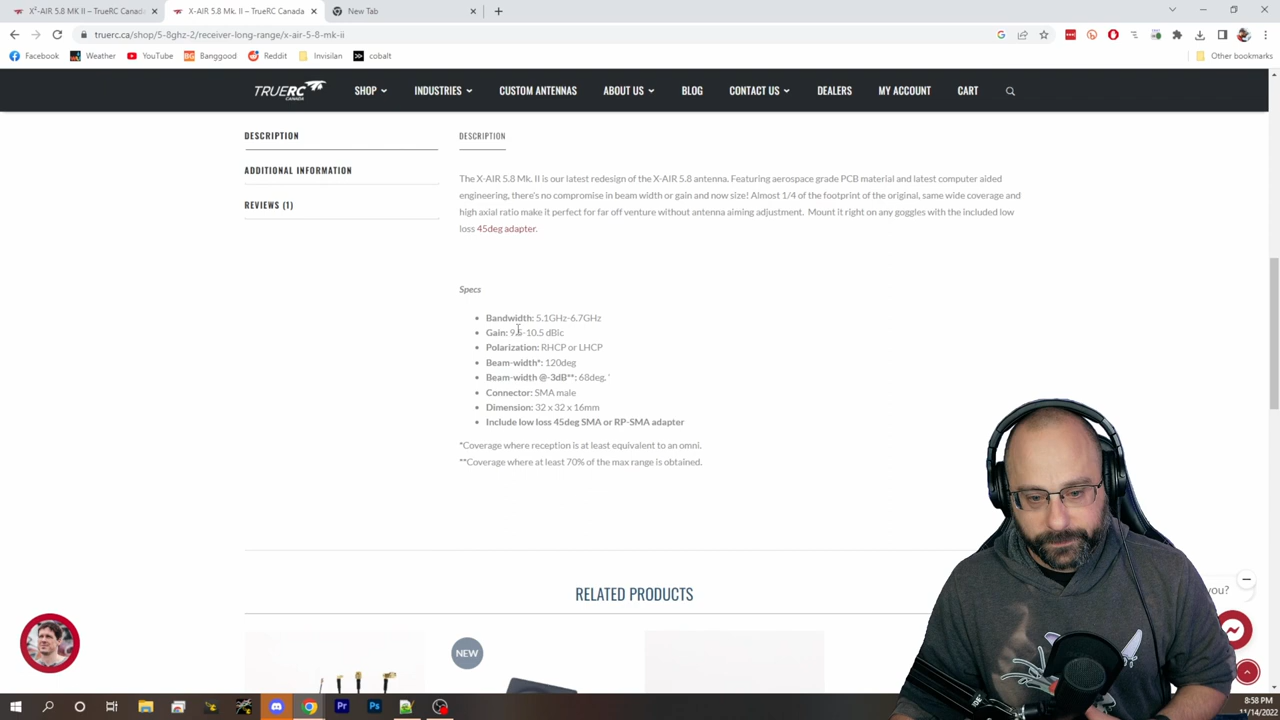 X²-AIR 5.8 MK II – TrueRC Canada
X-AIR 5.8 Mk. II – TrueRC Canada
New Tab
truerc.ca/shop/5-8ghz-2/receiver-long-range/x-air-5-8-mk-ii
Facebook
Weather
YouTube
Banggood
Reddit
Invisilan
cobalt
Other bookmarks
TRUERC
CANADA
SHOP
INDUSTRIES
CUSTOM ANTENNAS
ABOUT US
BLOG
CONTACT US
DEALERS
MY ACCOUNT
CART
DESCRIPTION
ADDITIONAL INFORMATION
REVIEWS (1)
DESCRIPTION
The X-AIR 5.8 Mk. II is our latest redesign of the X-AIR 5.8 antenna. Featuring aerospace grade PCB material and latest computer aided
engineering, there's no compromise in beam width or gain and now size! Almost 1/4 of the footprint of the original, same wide coverage and
high axial ratio make it perfect for far off venture without antenna aiming adjustment. Mount it right on any goggles with the included low
loss 45deg adapter.
Specs
Bandwidth: 5.1GHz-6.7GHz
Gain: 9.5-10.5 dBic
Polarization: RHCP or LHCP
Beam-width*: 120deg
Beam-width @-3dB**: 68deg. '
Connector: SMA male
Dimension: 32 x 32 x 16mm
Include low loss 45deg SMA or RP-SMA adapter
*Coverage where reception is at least equivalent to an omni.
**Coverage where at least 70% of the max range is obtained.
RELATED PRODUCTS
NEW
you?
8:58 PM
11/14/2022